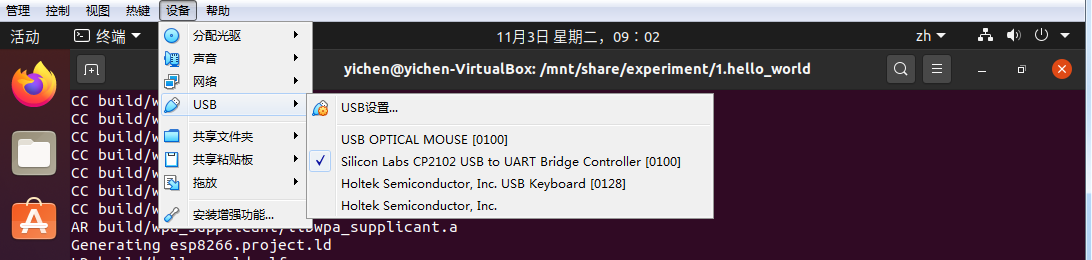 管理 控制 视图 热键 设备 帮助
活动 终端 11月3日 星期二，09：02 zh
分配光驱
声音
网络
USB
共享文件夹
共享粘贴板
拖放
安装增强功能...
USB设置...
USB OPTICAL MOUSE [0100]
Silicon Labs CP2102 USB to UART Bridge Controller [0100]
Holtek Semiconductor, Inc. USB Keyboard [0128]
Holtek Semiconductor, Inc.
yichen@yichen-VirtualBox: /mnt/share/experiment/1.hello_world
CC build/w
CC build/w
CC build/w
CC build/w
CC build/w
CC build/w
CC build/w
AR build/wpa_supplicant/libwpa_supplicant.a
Generating esp8266.project.ld